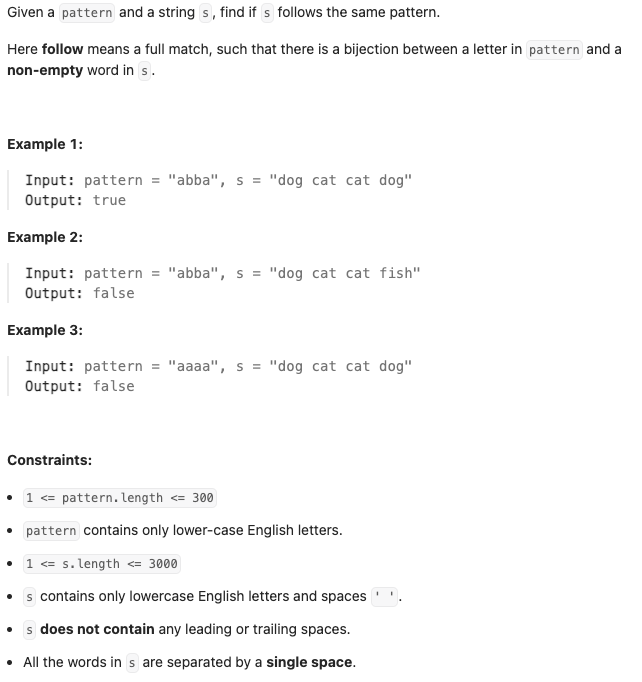 Given a pattern and a string s, find if s follows the same pattern.
Here follow means a full match, such that there is a bijection between a letter in pattern and a
non-empty word in s.
Example 1:
Input: pattern = "abba", s = "dog cat cat dog"
Output: true
Example 2:
Input: pattern = "abba", s = "dog cat cat fish"
Output: false
Example 3:
Input: pattern = "aaaa", s = "dog cat cat dog"
Output: false
Constraints:
• 1 <= pattern.length <= 300
• pattern contains only lower-case English letters.
• 1 <= s.length <= 3000
• s contains only lowercase English letters and spaces ' '.
• s does not contain any leading or trailing spaces.
• All the words in s are separated by a single space.